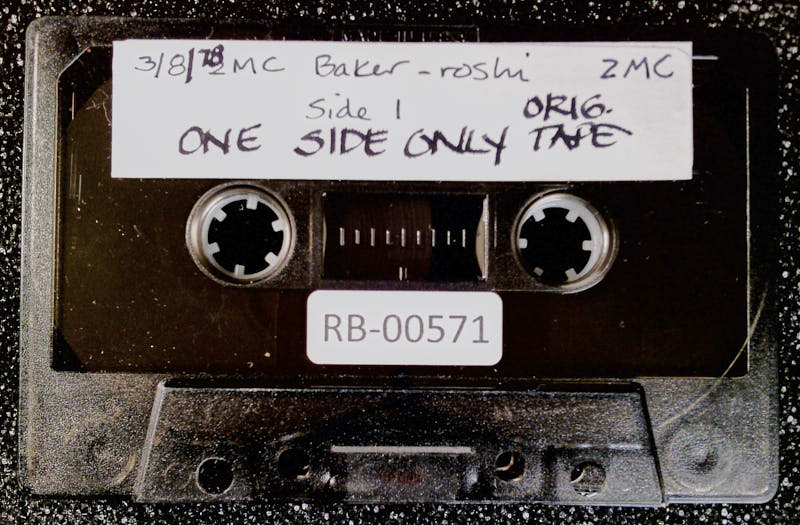 3/8/78 ZMC Baker-roshi ZMC
Side 1 ORIG.
ONE SIDE ONLY TAPE
RB-00571